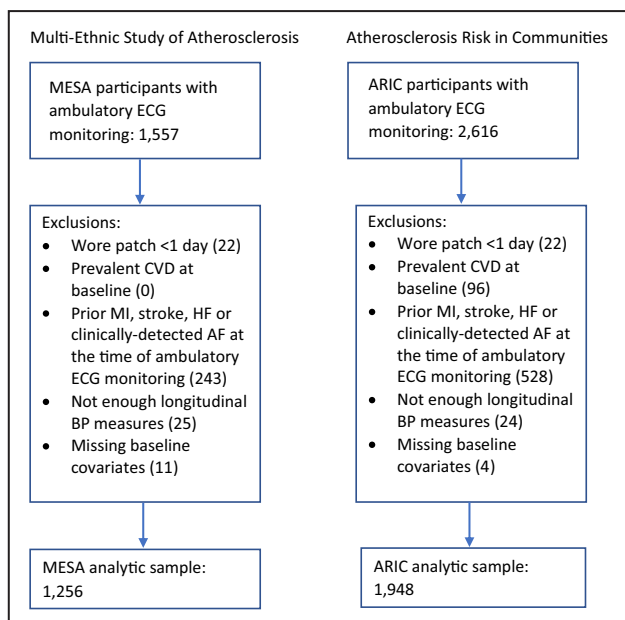 Multi-Ethnic Study of Atherosclerosis
MESA participants with
ambulatory ECG
monitoring: 1,557
Exclusions:
• Wore patch <1 day (22)
• Prevalent CVD at
baseline (0)
• Prior MI, stroke, HF or
clinically-detected AF at
the time of ambulatory
ECG monitoring (243)
• Not enough longitudinal
BP measures (25)
• Missing baseline
covariates (11)
MESA analytic sample:
1,256
Atherosclerosis Risk in Communities
ARIC participants with
ambulatory ECG
monitoring: 2,616
Exclusions:
• Wore patch <1 day (22)
• Prevalent CVD at
baseline (96)
• Prior MI, stroke, HF or
clinically-detected AF at
the time of ambulatory
ECG monitoring (528)
• Not enough longitudinal
BP measures (24)
• Missing baseline
covariates (4)
ARIC analytic sample:
1,948